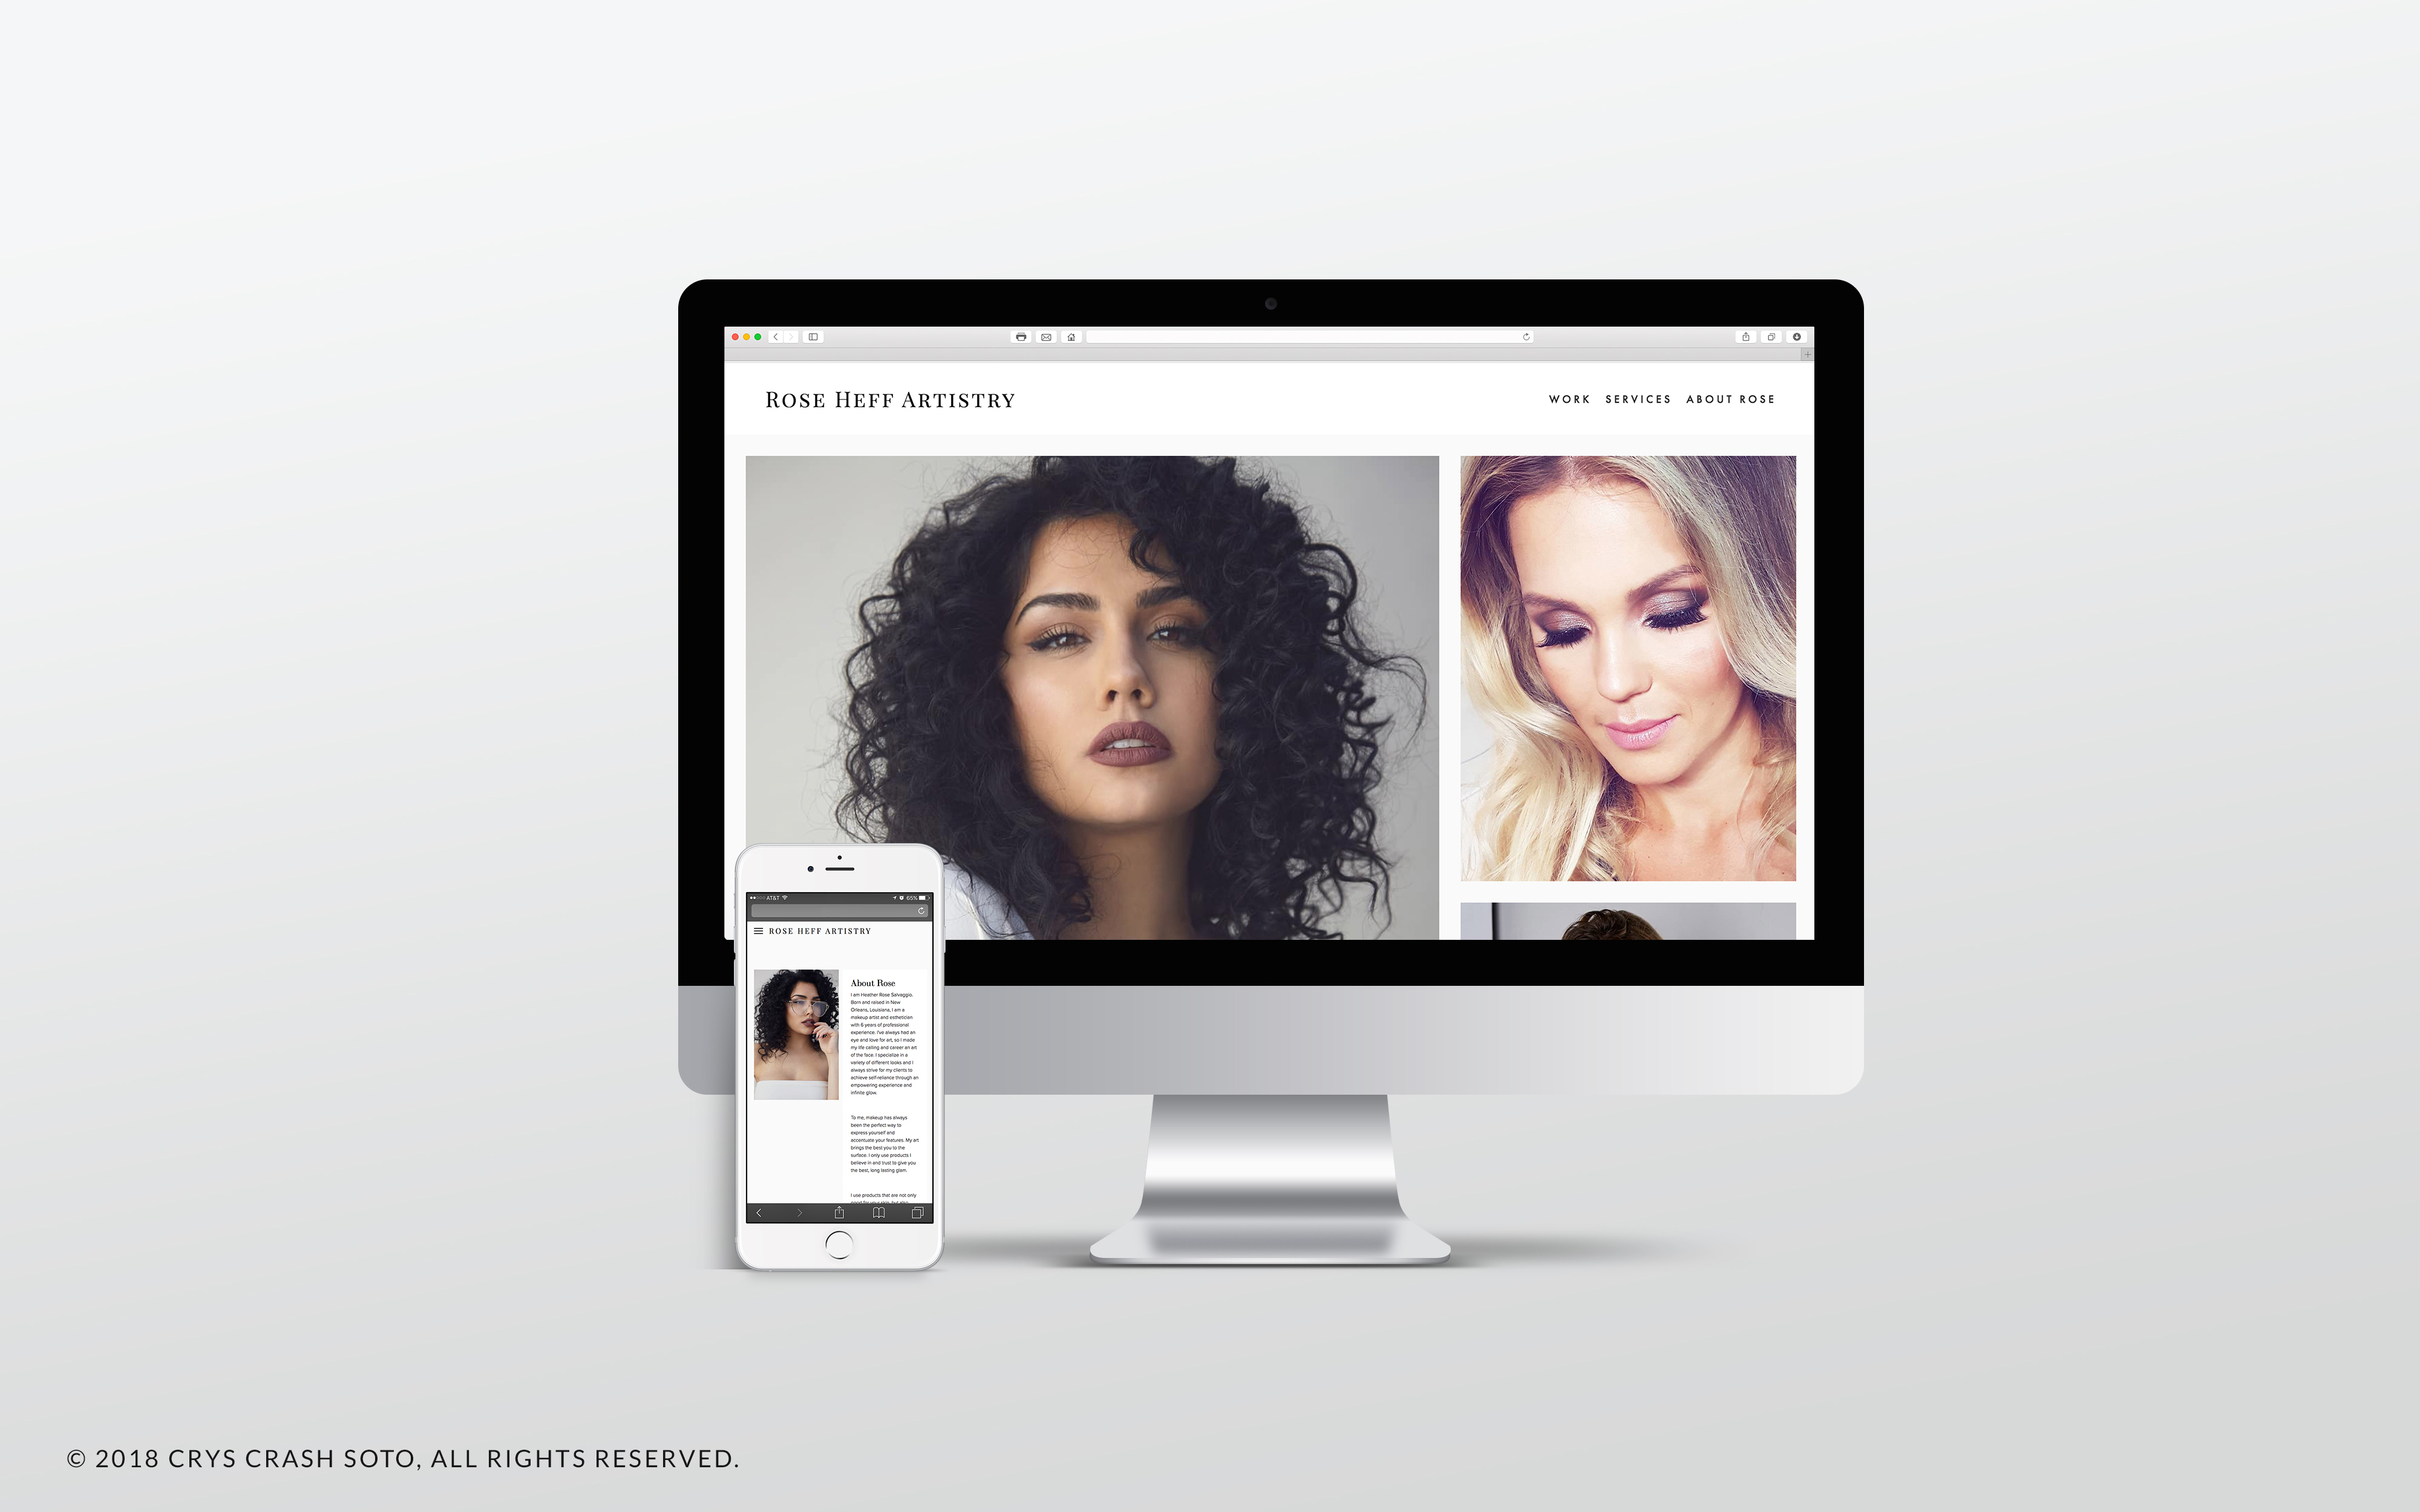 ROSE HEFF ARTISTRY
WORK SERVICES ABOUT ROSE
AT&T 65%
ROSE HEFF ARTISTRY
About Rose
I am Heather Rose Salvaggio.
Born and raised in New
Orleans, Louisiana, I am a
makeup artist and esthetician
with 6 years of professional
experience. I've always had an
eye and love for art, so I made
my life calling and career an art
of the face. I specialize in a
variety of different looks and I
always strive for my clients to
achieve self-reliance through an
empowering experience and
infinite glow.
To me, makeup has always
been the perfect way to
express yourself and
accentuate your features. My art
brings the best you to the
surface. I only use products I
believe in and trust to give you
the best, long lasting glam.
I use products that are not only
© 2018 CRYS CRASH SOTO, ALL RIGHTS RESERVED.